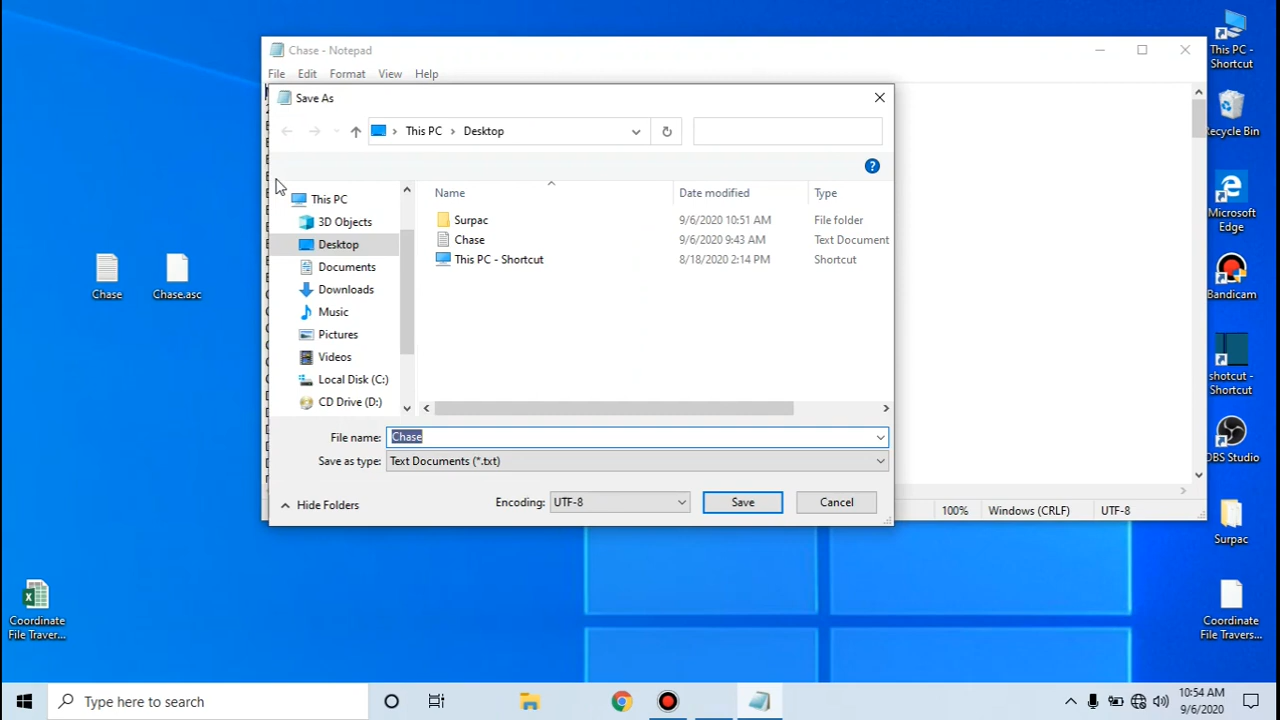 Chase - Notepad
File Edit Format View Help
Save As
This PC > Desktop
Name Date modified Type
This PC
3D Objects
Desktop
Documents
Downloads
Music
Pictures
Videos
Local Disk (C:)
CD Drive (D:)
Surpac 9/6/2020 10:51 AM File folder
Chase 9/6/2020 9:43 AM Text Document
This PC - Shortcut 8/18/2020 2:14 PM Shortcut
File name: Chase
Save as type: Text Documents (*.txt)
Hide Folders
Encoding: UTF-8
Save
Cancel
100% Windows (CRLF) UTF-8
Chase
Chase.asc
Coordinate
File Traver...
This PC -
Shortcut
Recycle Bin
Microsoft
Edge
Bandicam
shotcut -
Shortcut
OBS Studio
Surpac
Coordinate
File Travers...
Type here to search
10:54 AM
9/6/2020